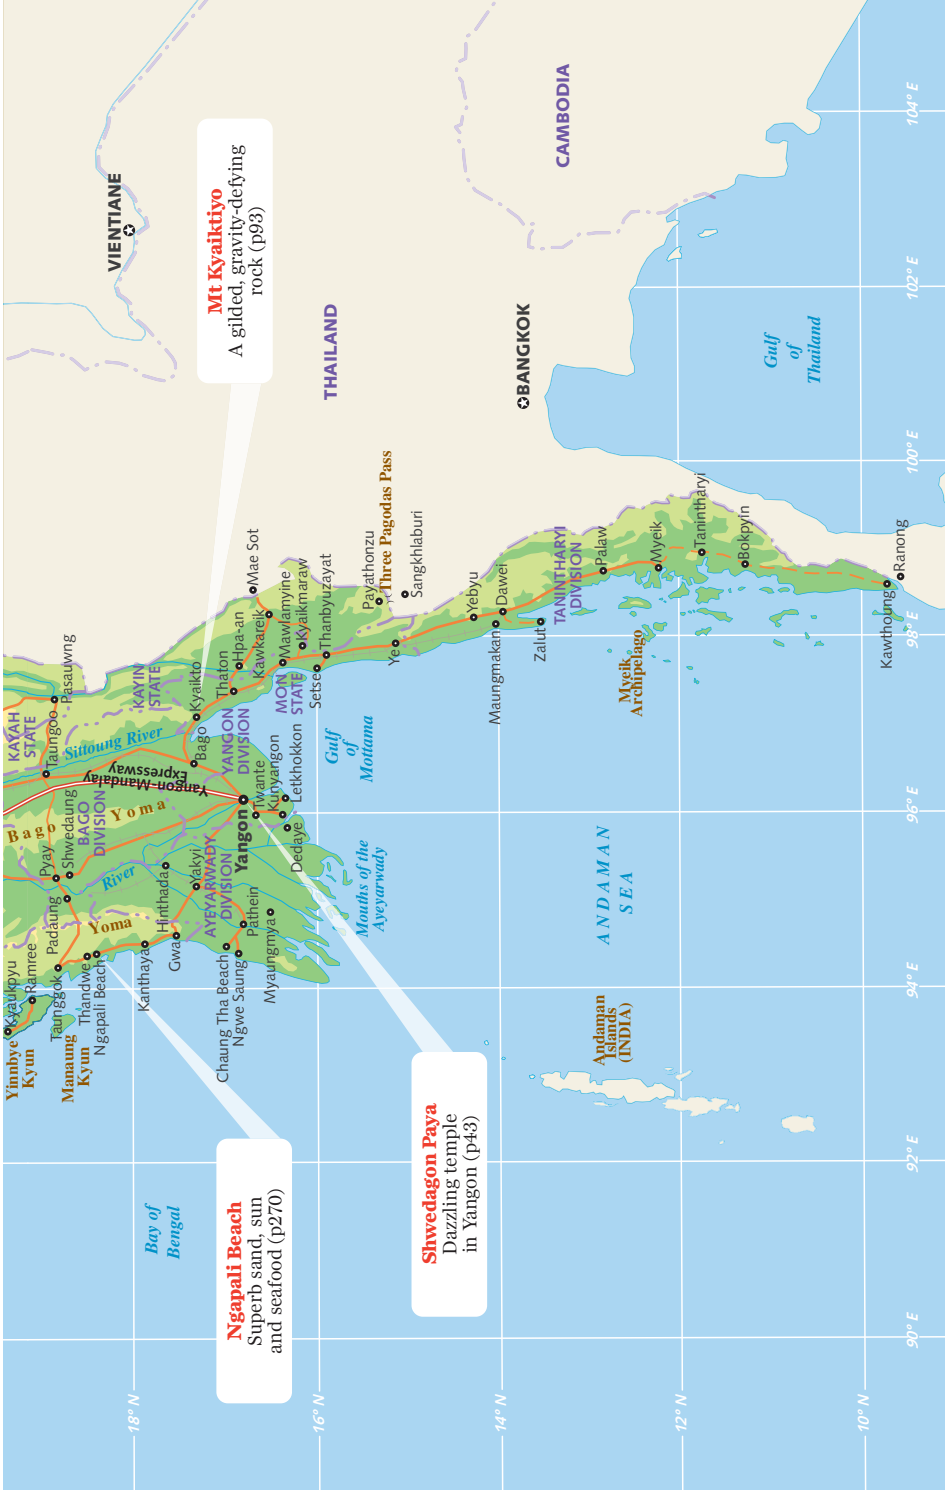 Mt Kyaiktiyo
A gilded, gravity-defying
rock (p93)
Ngapali Beach
Superb sand, sun
and seafood (p270)
Shwedagon Paya
Dazzling temple
in Yangon (p43)
VIENTIANE
THAILAND
BANGKOK
CAMBODIA
Gulf
of
Thailand
KAYAH
STATE
Pasauwng
Taungoo
KAYIN
STATE
Sittoung River
Yangon-Mandalay
Expressway
Bago
Yoma
BAGO
DIVISION
Pyay
Shwedaung
Padaung
River
Yoma
Kyaukpyu
Ramree
Yinnbye
Kyun
Taunggok
Manaung
Kyun
Thandwe
Ngapali Beach
Kanthaya
Gwa
Hinthada
Yakyi
AYEYARWADY
DIVISION
Pathein
Chaung Tha Beach
Ngwe Saung
Myaungmya
Kyaikto
Bago
YANGON
DIVISION
Yangon
Twante
Kunyangon
Letkhokkon
Dedaye
Mouths of the
Ayeyarwady
Thaton
Hpa-an
Kawkareik
Mae Sot
Mawlamyine
Kyaikmaraw
MON
STATE
Setse
Thanbyuzayat
Gulf
of
Mottama
Payathonzu
Three Pagodas Pass
Sangkhlaburi
Ye
Yebyu
Dawei
Maungmakan
Zalut
TANINTHARYI
DIVISION
Palaw
Myeik
Tanintharyi
Bokpyin
Myeik
Archipelago
Kawthoung
Ranong
ANDAMAN
SEA
Andaman
Islands
(INDIA)
Bay of
Bengal
18° N
16° N
14° N
12° N
10° N
90° E
92° E
94° E
96° E
98° E
100° E
102° E
104° E